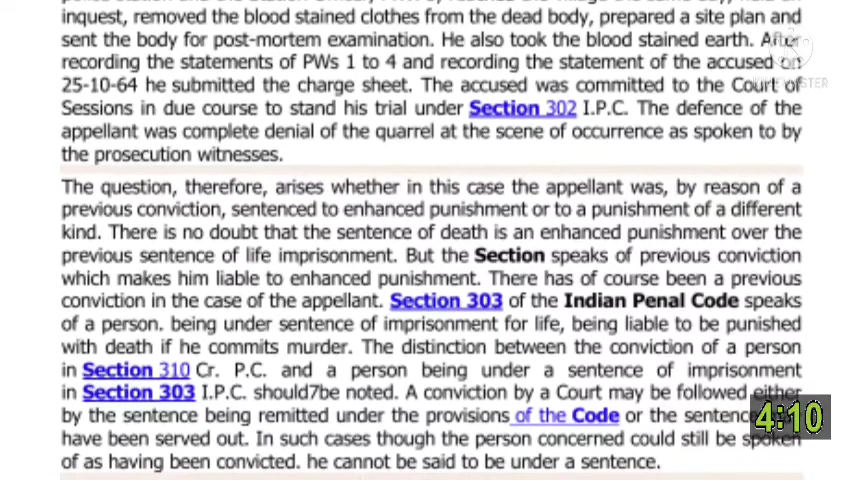 inquest, removed the blood stained clothes from the dead body, prepared a site plan and
sent the body for post-mortem examination. He also took the blood stained earth. After
recording the statements of PWs 1 to 4 and recording the statement of the accused on
25-10-64 he submitted the charge sheet. The accused was committed to the Court of
Sessions in due course to stand his trial under Section 302 I.P.C. The defence of the
appellant was complete denial of the quarrel at the scene of occurrence as spoken to by
the prosecution witnesses.
The question, therefore, arises whether in this case the appellant was, by reason of a
previous conviction, sentenced to enhanced punishment or to a punishment of a different
kind. There is no doubt that the sentence of death is an enhanced punishment over the
previous sentence of life imprisonment. But the Section speaks of previous conviction
which makes him liable to enhanced punishment. There has of course been a previous
conviction in the case of the appellant. Section 303 of the Indian Penal Code speaks
of a person. being under sentence of imprisonment for life, being liable to be punished
with death if he commits murder. The distinction between the conviction of a person
in Section 310 Cr. P.C. and a person being under a sentence of imprisonment
in Section 303 I.P.C. should7be noted. A conviction by a Court may be followed either
by the sentence being remitted under the provisions of the Code or the sentence
4:10
have been served out. In such cases though the person concerned could still be spoken
of as having been convicted. he cannot be said to be under a sentence.